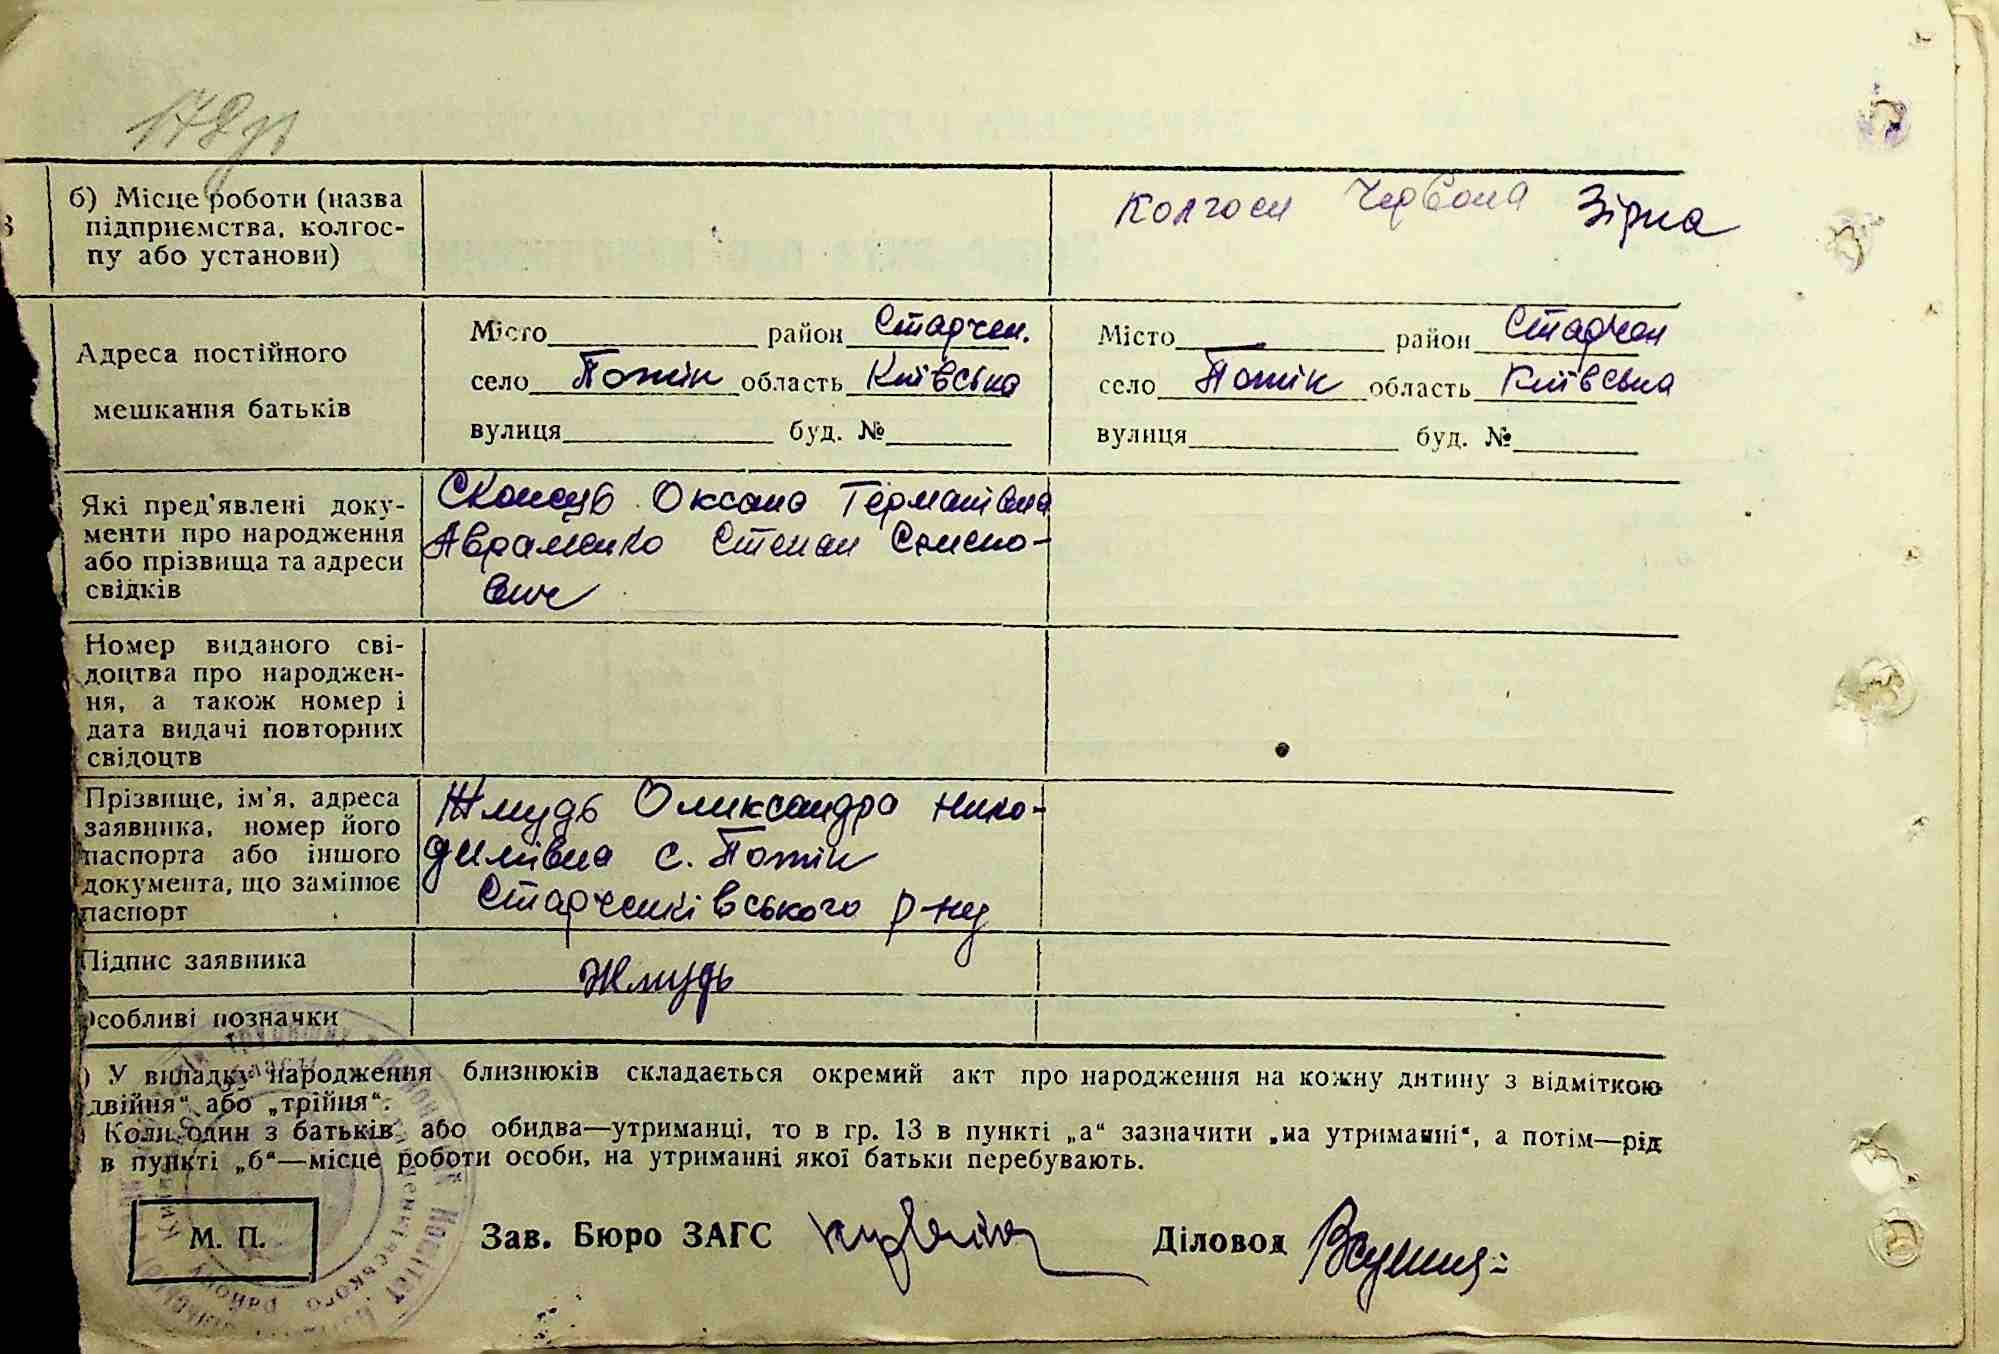 178зв
б) Місце роботи (назва
підприємства, колгос-
пу або установи)
Колгосп Червона Зірка
Адреса постійного
мешкання батьків
Місто район Старчен.
село Потік область Київська
вулиця буд. №
Місто район Старчен
село Потік область Київська
вулиця буд. №
Які пред'явлені доку-
менти про народження
або прізвища та адреси
свідків
Оксана Германівна
Авраменко Степан Семено-
вич
Номер виданого сві-
доцтва про народжен-
ня, а також номер і
дата видачі повторних
свідоцтв
Прізвище, ім'я, адреса
заявника, номер його
паспорта або іншого
документа, що замінює
паспорт
Жмудь Олександра Нико-
димівна с. Потік
Старченківського р-ну
Підпис заявника
Жмудь
Особливі позначки
) У випадку народження близнюків складається окремий акт про народження на кожну дитину з відміткою
двійня“ або „трійня“.
Коли один з батьків або обидва—утриманці, то в гр. 13 в пункті „а“ зазначити „на утриманні“, а потім—рід
в пункті „б“—місце роботи особи, на утриманні якої батьки перебувають.
М. П.
Зав. Бюро ЗАГС
Діловод